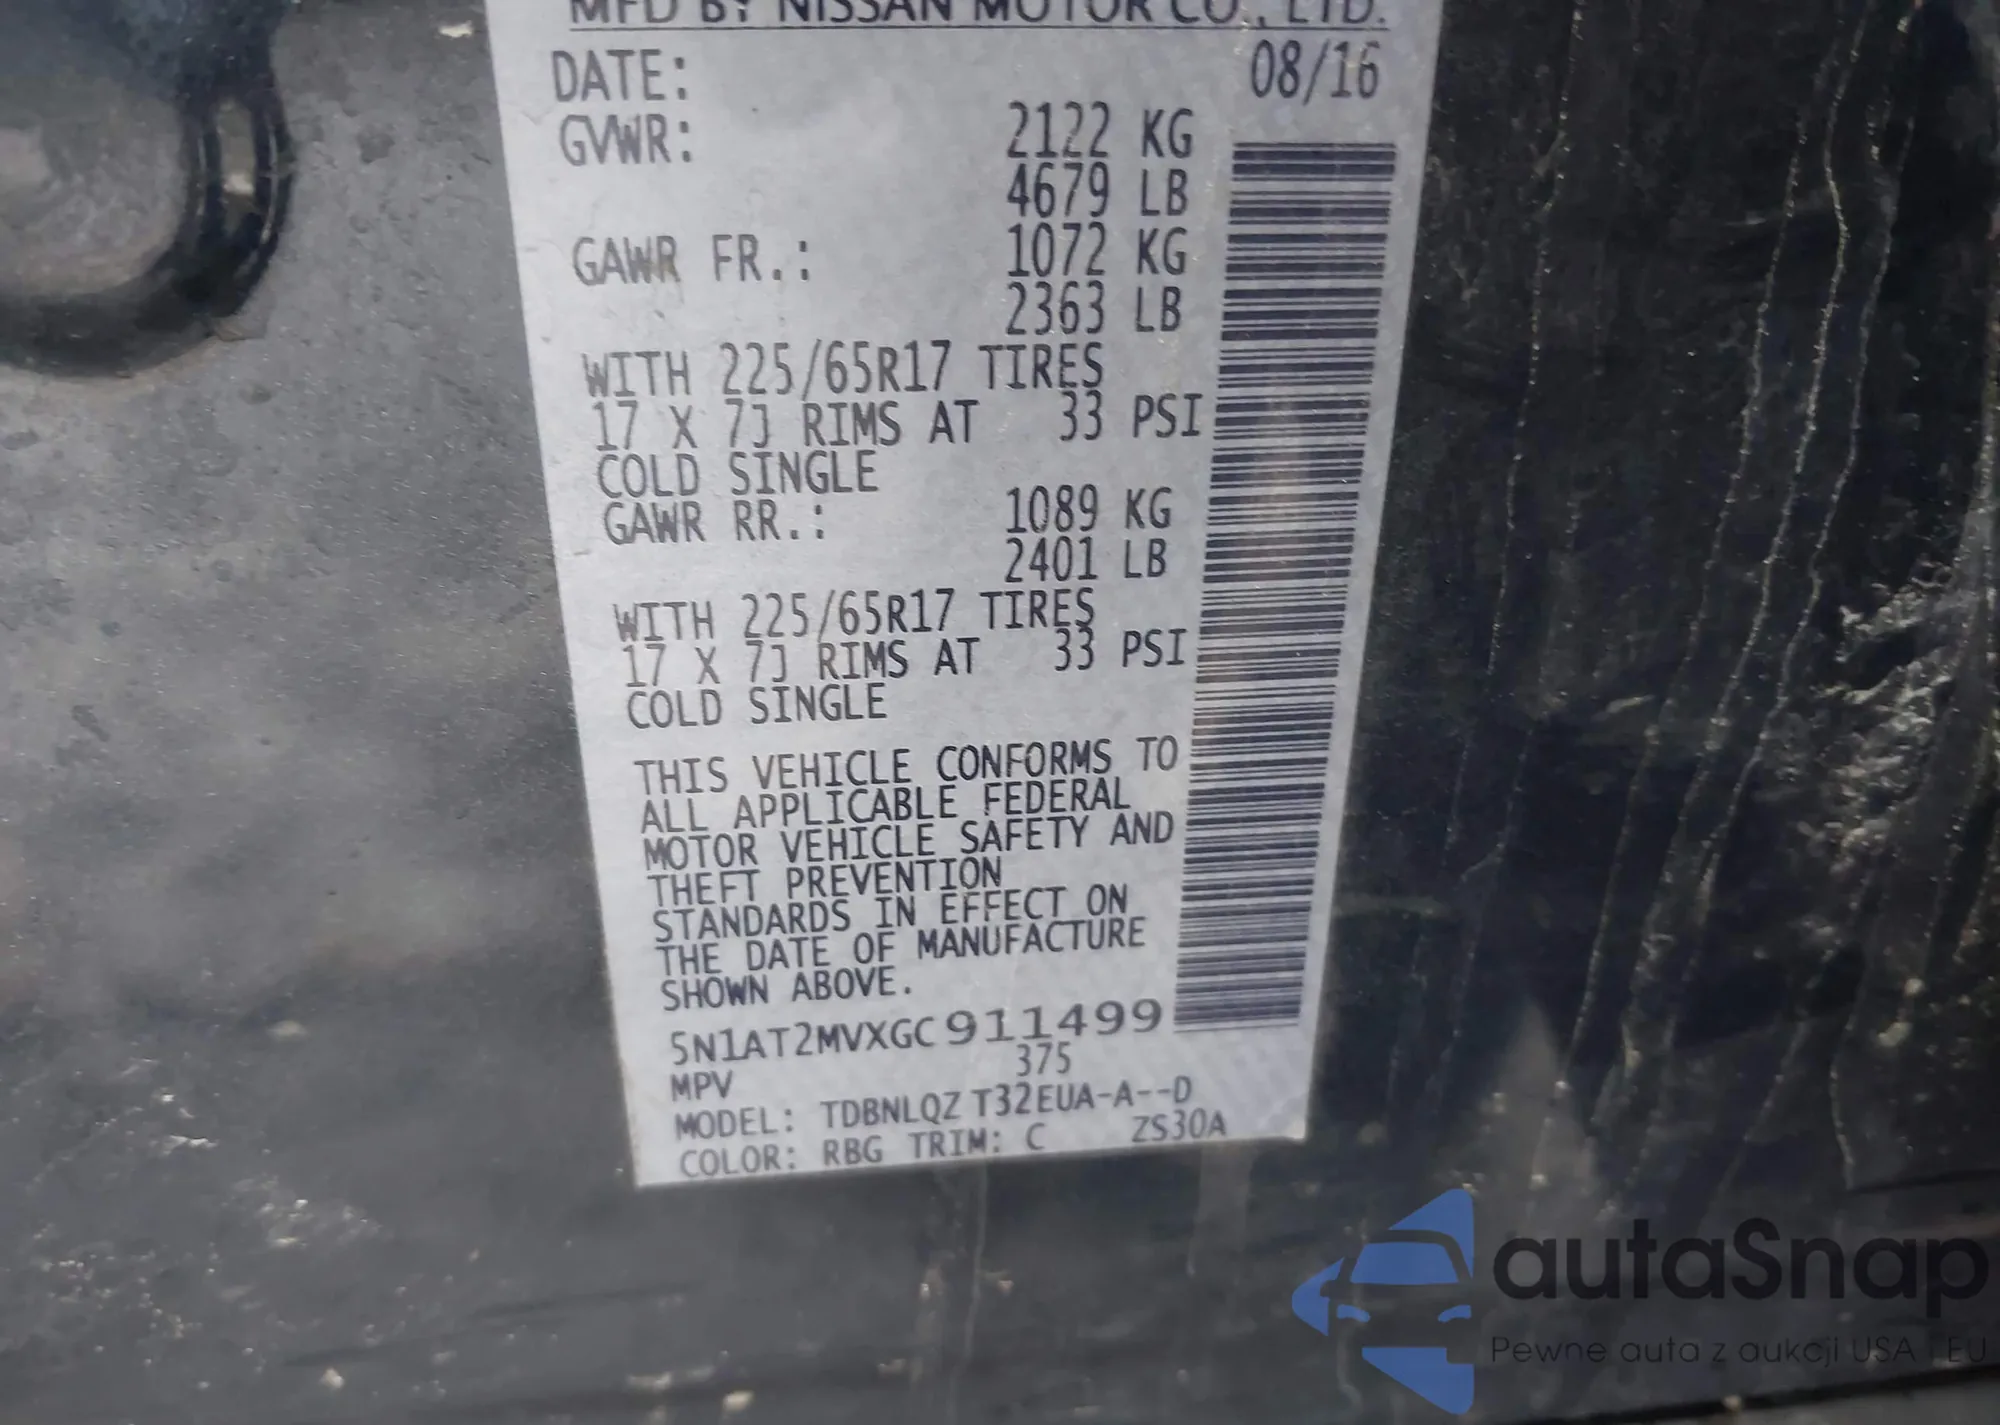 MFD BY NISSAN MOTOR CO., LTD.
DATE: 08/16
GVWR: 2122 KG
4679 LB
GAWR FR.: 1072 KG
2363 LB
WITH 225/65R17 TIRES
17 X 7J RIMS AT 33 PSI
COLD SINGLE
GAWR RR.: 1089 KG
2401 LB
WITH 225/65R17 TIRES
17 X 7J RIMS AT 33 PSI
COLD SINGLE
THIS VEHICLE CONFORMS TO
ALL APPLICABLE FEDERAL
MOTOR VEHICLE SAFETY AND
THEFT PREVENTION
STANDARDS IN EFFECT ON
THE DATE OF MANUFACTURE
SHOWN ABOVE.
5N1AT2MVXGC911499
375
MPV
MODEL: TDBNLQZ T32EUA-A--D
COLOR: RBG TRIM: C ZS30A
autaSnap
Pewne auta z aukcji USA i EU